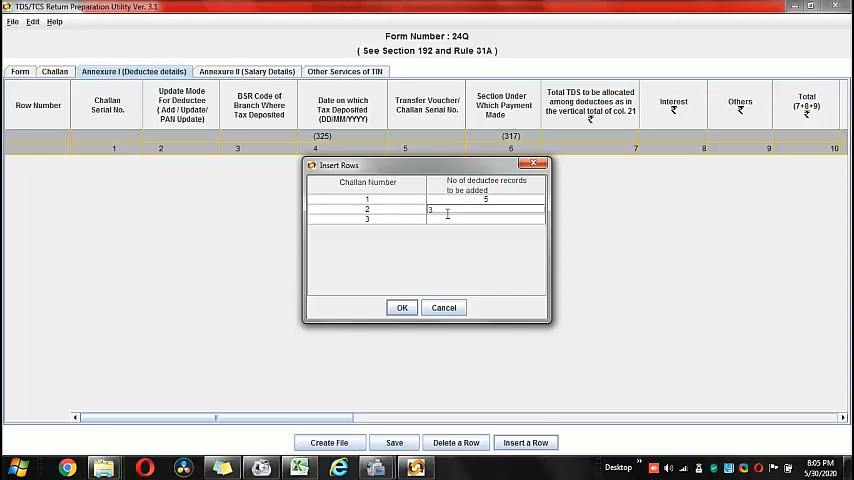 TDS/TCS Return Preparation Utility Ver. 3.1
File Edit Help
Form Number : 24Q
( See Section 192 and Rule 31A )
Form Challan Annexure I (Deductee details) Annexure II (Salary Details) Other Services of TIN
Row Number
Challan Serial No.
Update Mode For Deductee ( Add / Update/ PAN Update)
BSR Code of Branch Where Tax Deposited
Date on which Tax Deposited (DD/MM/YYYY)
Transfer Voucher/ Challan Serial No.
Section Under Which Payment Made
Total TDS to be allocated among deductees as in the vertical total of col. 21 ₹
Interest ₹
Others ₹
Total (7+8+9) ₹
(325) (317)
1 2 3 4 5 6 7 8 9 10
Insert Rows
Challan Number
No of deductee records to be added
1 5
2 3
3
OK Cancel
Create File Save Delete a Row Insert a Row
Desktop
8:05 PM
5/30/2020